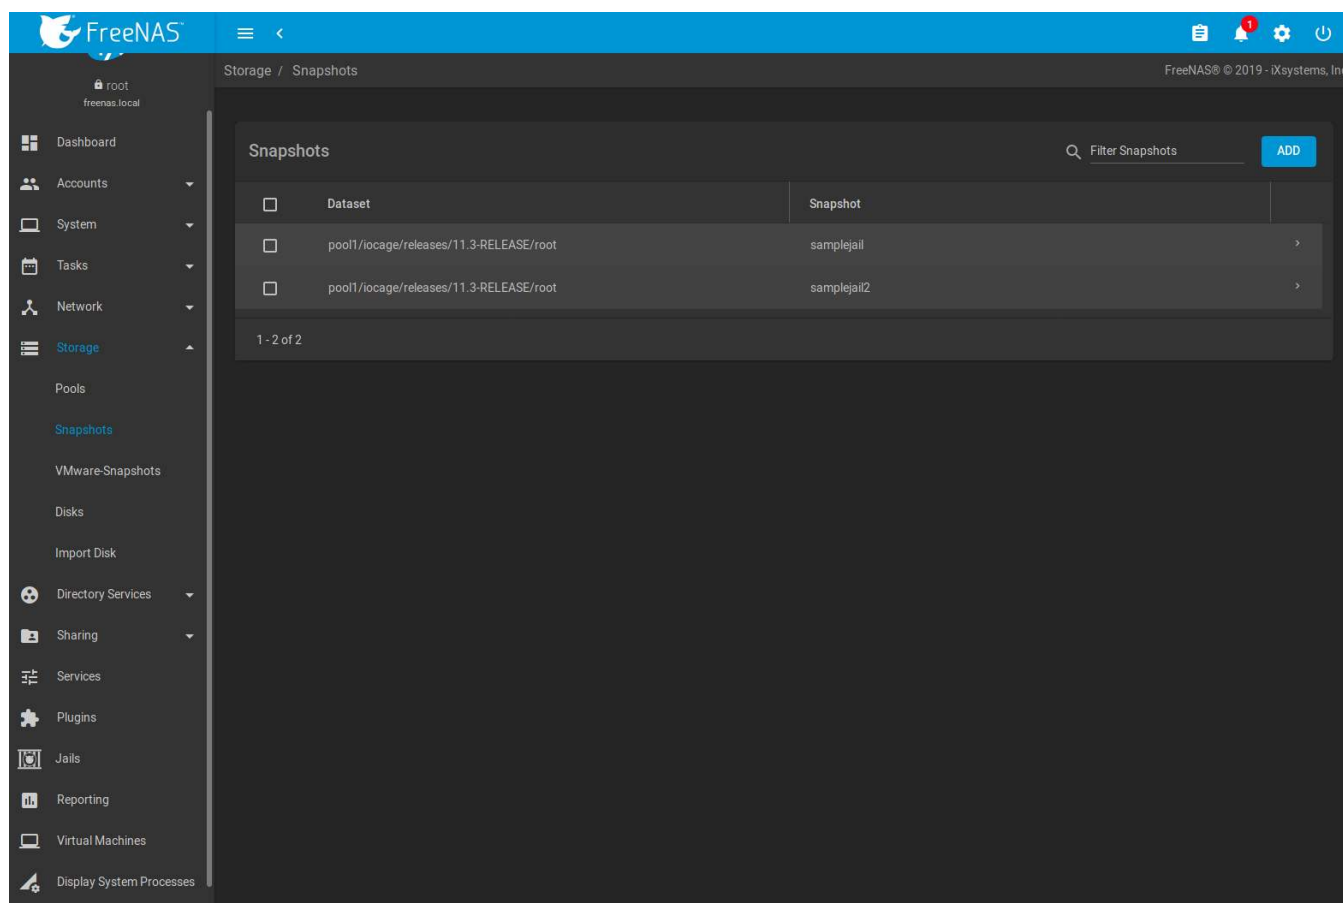 FreeNAS®
1
root
freenas.local
Storage / Snapshots
FreeNAS® © 2019 - iXsystems, Inc
Dashboard
Accounts
System
Tasks
Network
Storage
Pools
Snapshots
VMware-Snapshots
Disks
Import Disk
Directory Services
Sharing
Services
Plugins
Jails
Reporting
Virtual Machines
Display System Processes
Snapshots
Filter Snapshots
ADD
Dataset Snapshot
pool1/iocage/releases/11.3-RELEASE/root samplejail
pool1/iocage/releases/11.3-RELEASE/root samplejail2
1 - 2 of 2